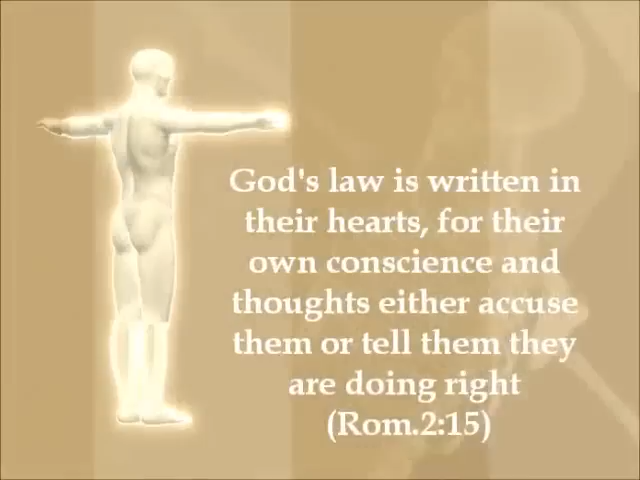 God's law is written in
their hearts, for their
own conscience and
thoughts either accuse
them or tell them they
are doing right
(Rom.2:15)